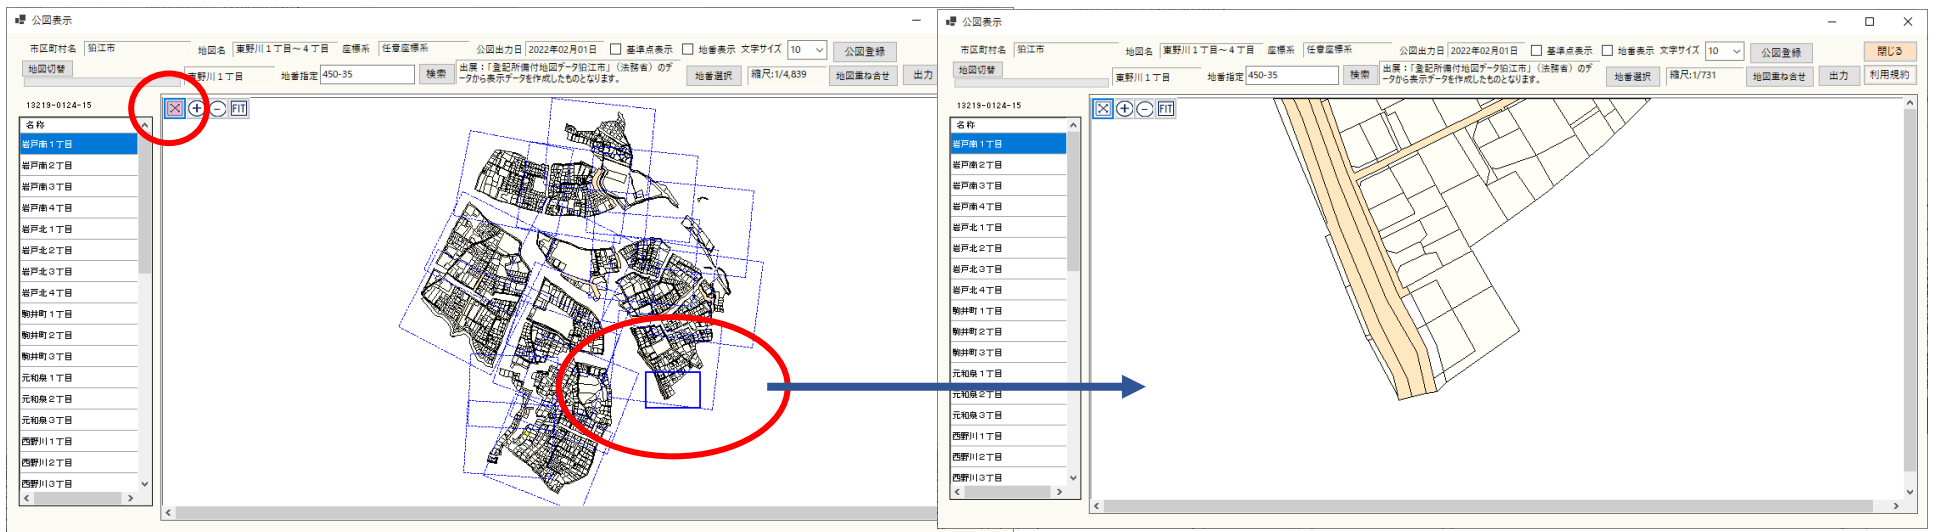 公図表示
市区町村名 狛江市 地図名 東野川１丁目～４丁目 座標系 任意座標系 公図出力日 2022年02月01日 基準点表示 地番表示 文字サイズ 10 公図登録
地図切替 東野川１丁目 地番指定 450-35 検索 出展：「登記所備付地図データ狛江市」（法務省）のデータから表示データを作成したものとなります。 地番選択 縮尺:1/4,839 地図重ね合せ 出力
13219-0124-15
FIT
名称
岩戸南１丁目
岩戸南２丁目
岩戸南３丁目
岩戸南４丁目
岩戸北１丁目
岩戸北２丁目
岩戸北３丁目
岩戸北４丁目
駒井町１丁目
駒井町２丁目
駒井町３丁目
元和泉１丁目
元和泉２丁目
元和泉３丁目
西野川１丁目
西野川２丁目
西野川３丁目
公図表示
市区町村名 狛江市 地図名 東野川１丁目～４丁目 座標系 任意座標系 公図出力日 2022年02月01日 基準点表示 地番表示 文字サイズ 10 公図登録 閉じる
地図切替 東野川１丁目 地番指定 450-35 検索 出展：「登記所備付地図データ狛江市」（法務省）のデータから表示データを作成したものとなります。 地番選択 縮尺:1/731 地図重ね合せ 出力 利用規約
13219-0124-15
FIT
名称
岩戸南１丁目
岩戸南２丁目
岩戸南３丁目
岩戸南４丁目
岩戸北１丁目
岩戸北２丁目
岩戸北３丁目
岩戸北４丁目
駒井町１丁目
駒井町２丁目
駒井町３丁目
元和泉１丁目
元和泉２丁目
元和泉３丁目
西野川１丁目
西野川２丁目
西野川３丁目